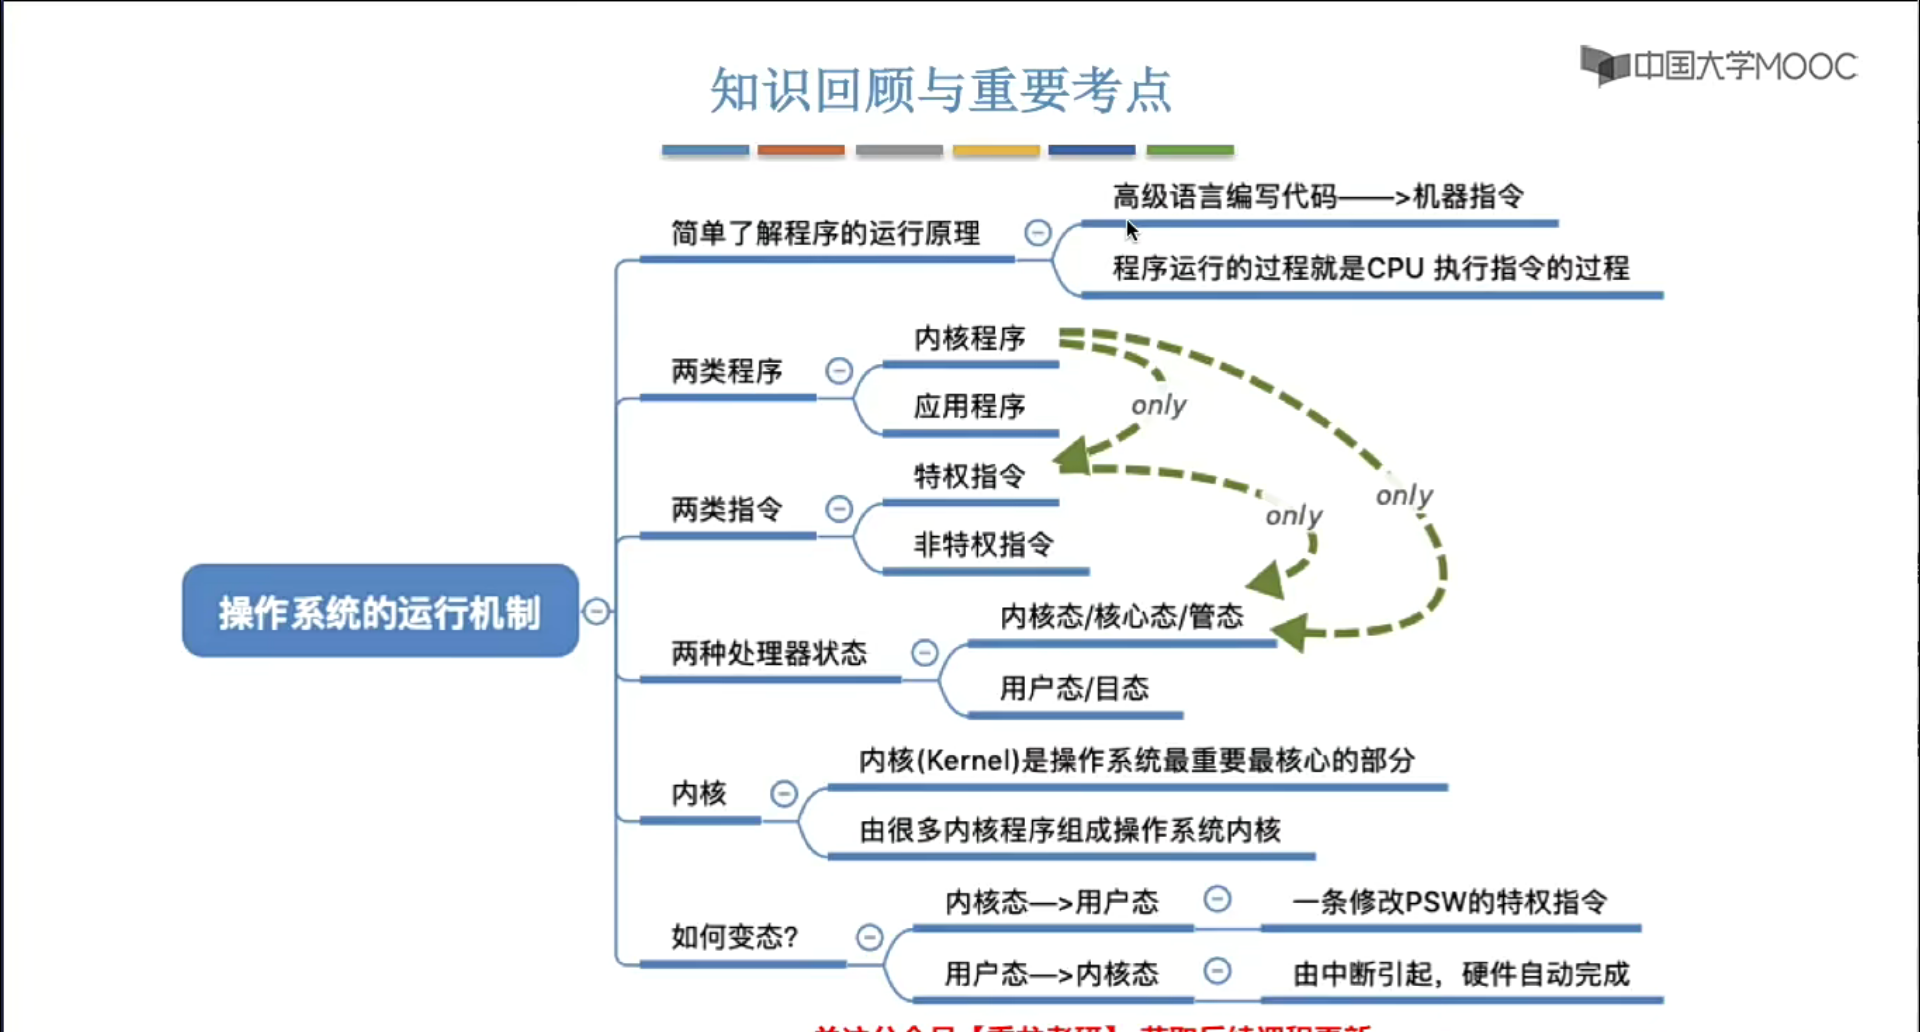 中国大学MOOC
知识回顾与重要考点
高级语言编写代码——>机器指令
简单了解程序的运行原理
程序运行的过程就是CPU 执行指令的过程
内核程序
两类程序
应用程序
only
特权指令
两类指令
only
only
非特权指令
操作系统的运行机制
内核态/核心态/管态
两种处理器状态
用户态/目态
内核(Kernel)是操作系统最重要最核心的部分
内核
由很多内核程序组成操作系统内核
内核态—>用户态
一条修改PSW的特权指令
如何变态?
用户态—>内核态
由中断引起，硬件自动完成